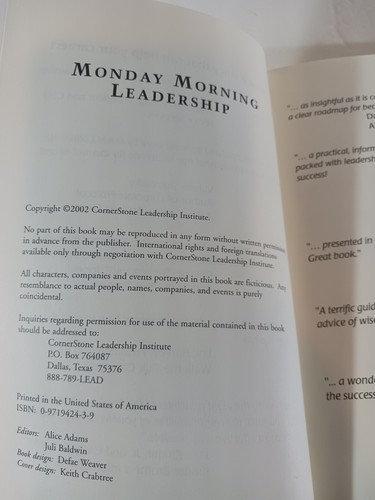 MONDAY MORNING
LEADERSHIP
Copyright ©2002 CornerStone Leadership Institute.
No part of this book may be reproduced in any form without written permission
in advance from the publisher. International rights and foreign translations
available only through negotiation with CornerStone Leadership Institute.
All characters, companies and events portrayed in this book are ficticious. Any
resemblance to actual people, names, companies, and events is purely
coincidental.
Inquiries regarding permission for use of the material contained in this book
should be addressed to:
CornerStone Leadership Institute
P.O. Box 764087
Dallas, Texas 75376
888-789-LEAD
Printed in the United States of America
ISBN: 0-9719424-3-9
Editors: Alice Adams
Juli Baldwin
Book design: Defae Weaver
Cover design: Keith Crabtree
"... as insightful as it is c
a clear roadmap for bec
Da
A
"... a practical, inform
packed with leadersh
success!
"... presented in
Great book."
"A terrific guid
advice of wise
"... a wonde
the success